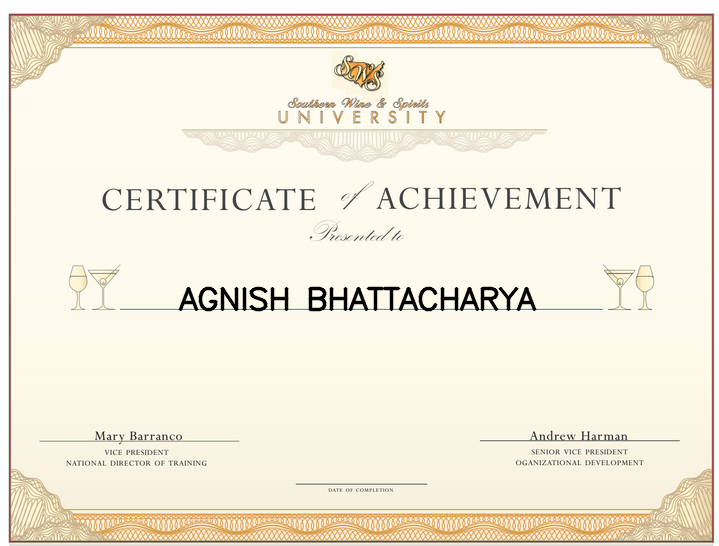 SWS
Southern Wine & Spirits
UNIVERSITY
CERTIFICATE of ACHIEVEMENT
Presented to
AGNISH BHATTACHARYA
Mary Barranco
VICE PRESIDENT
NATIONAL DIRECTOR OF TRAINING
Andrew Harman
SENIOR VICE PRESIDENT
OGANIZATIONAL DEVELOPMENT
DATE OF COMPLETION